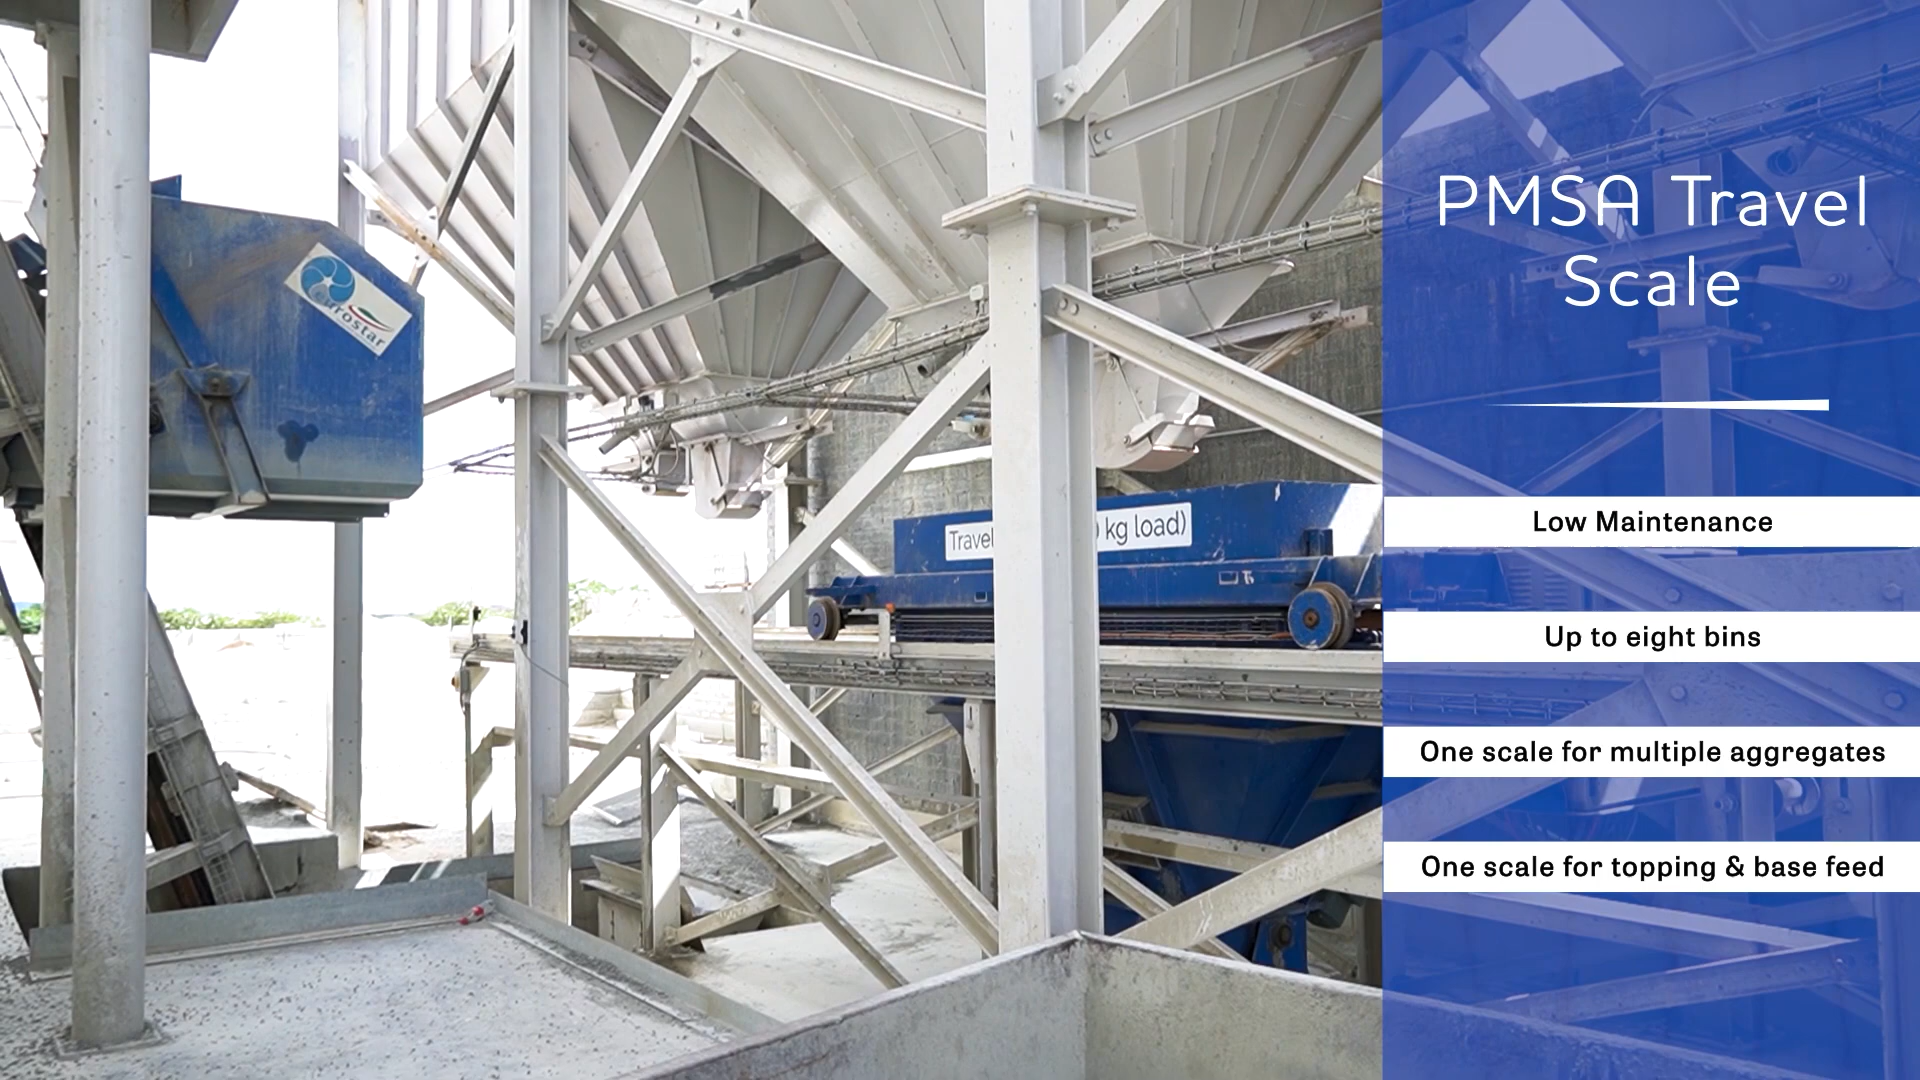 eurostar
Travel
kg load)
PMSA Travel
Scale
Low Maintenance
Up to eight bins
One scale for multiple aggregates
One scale for topping & base feed